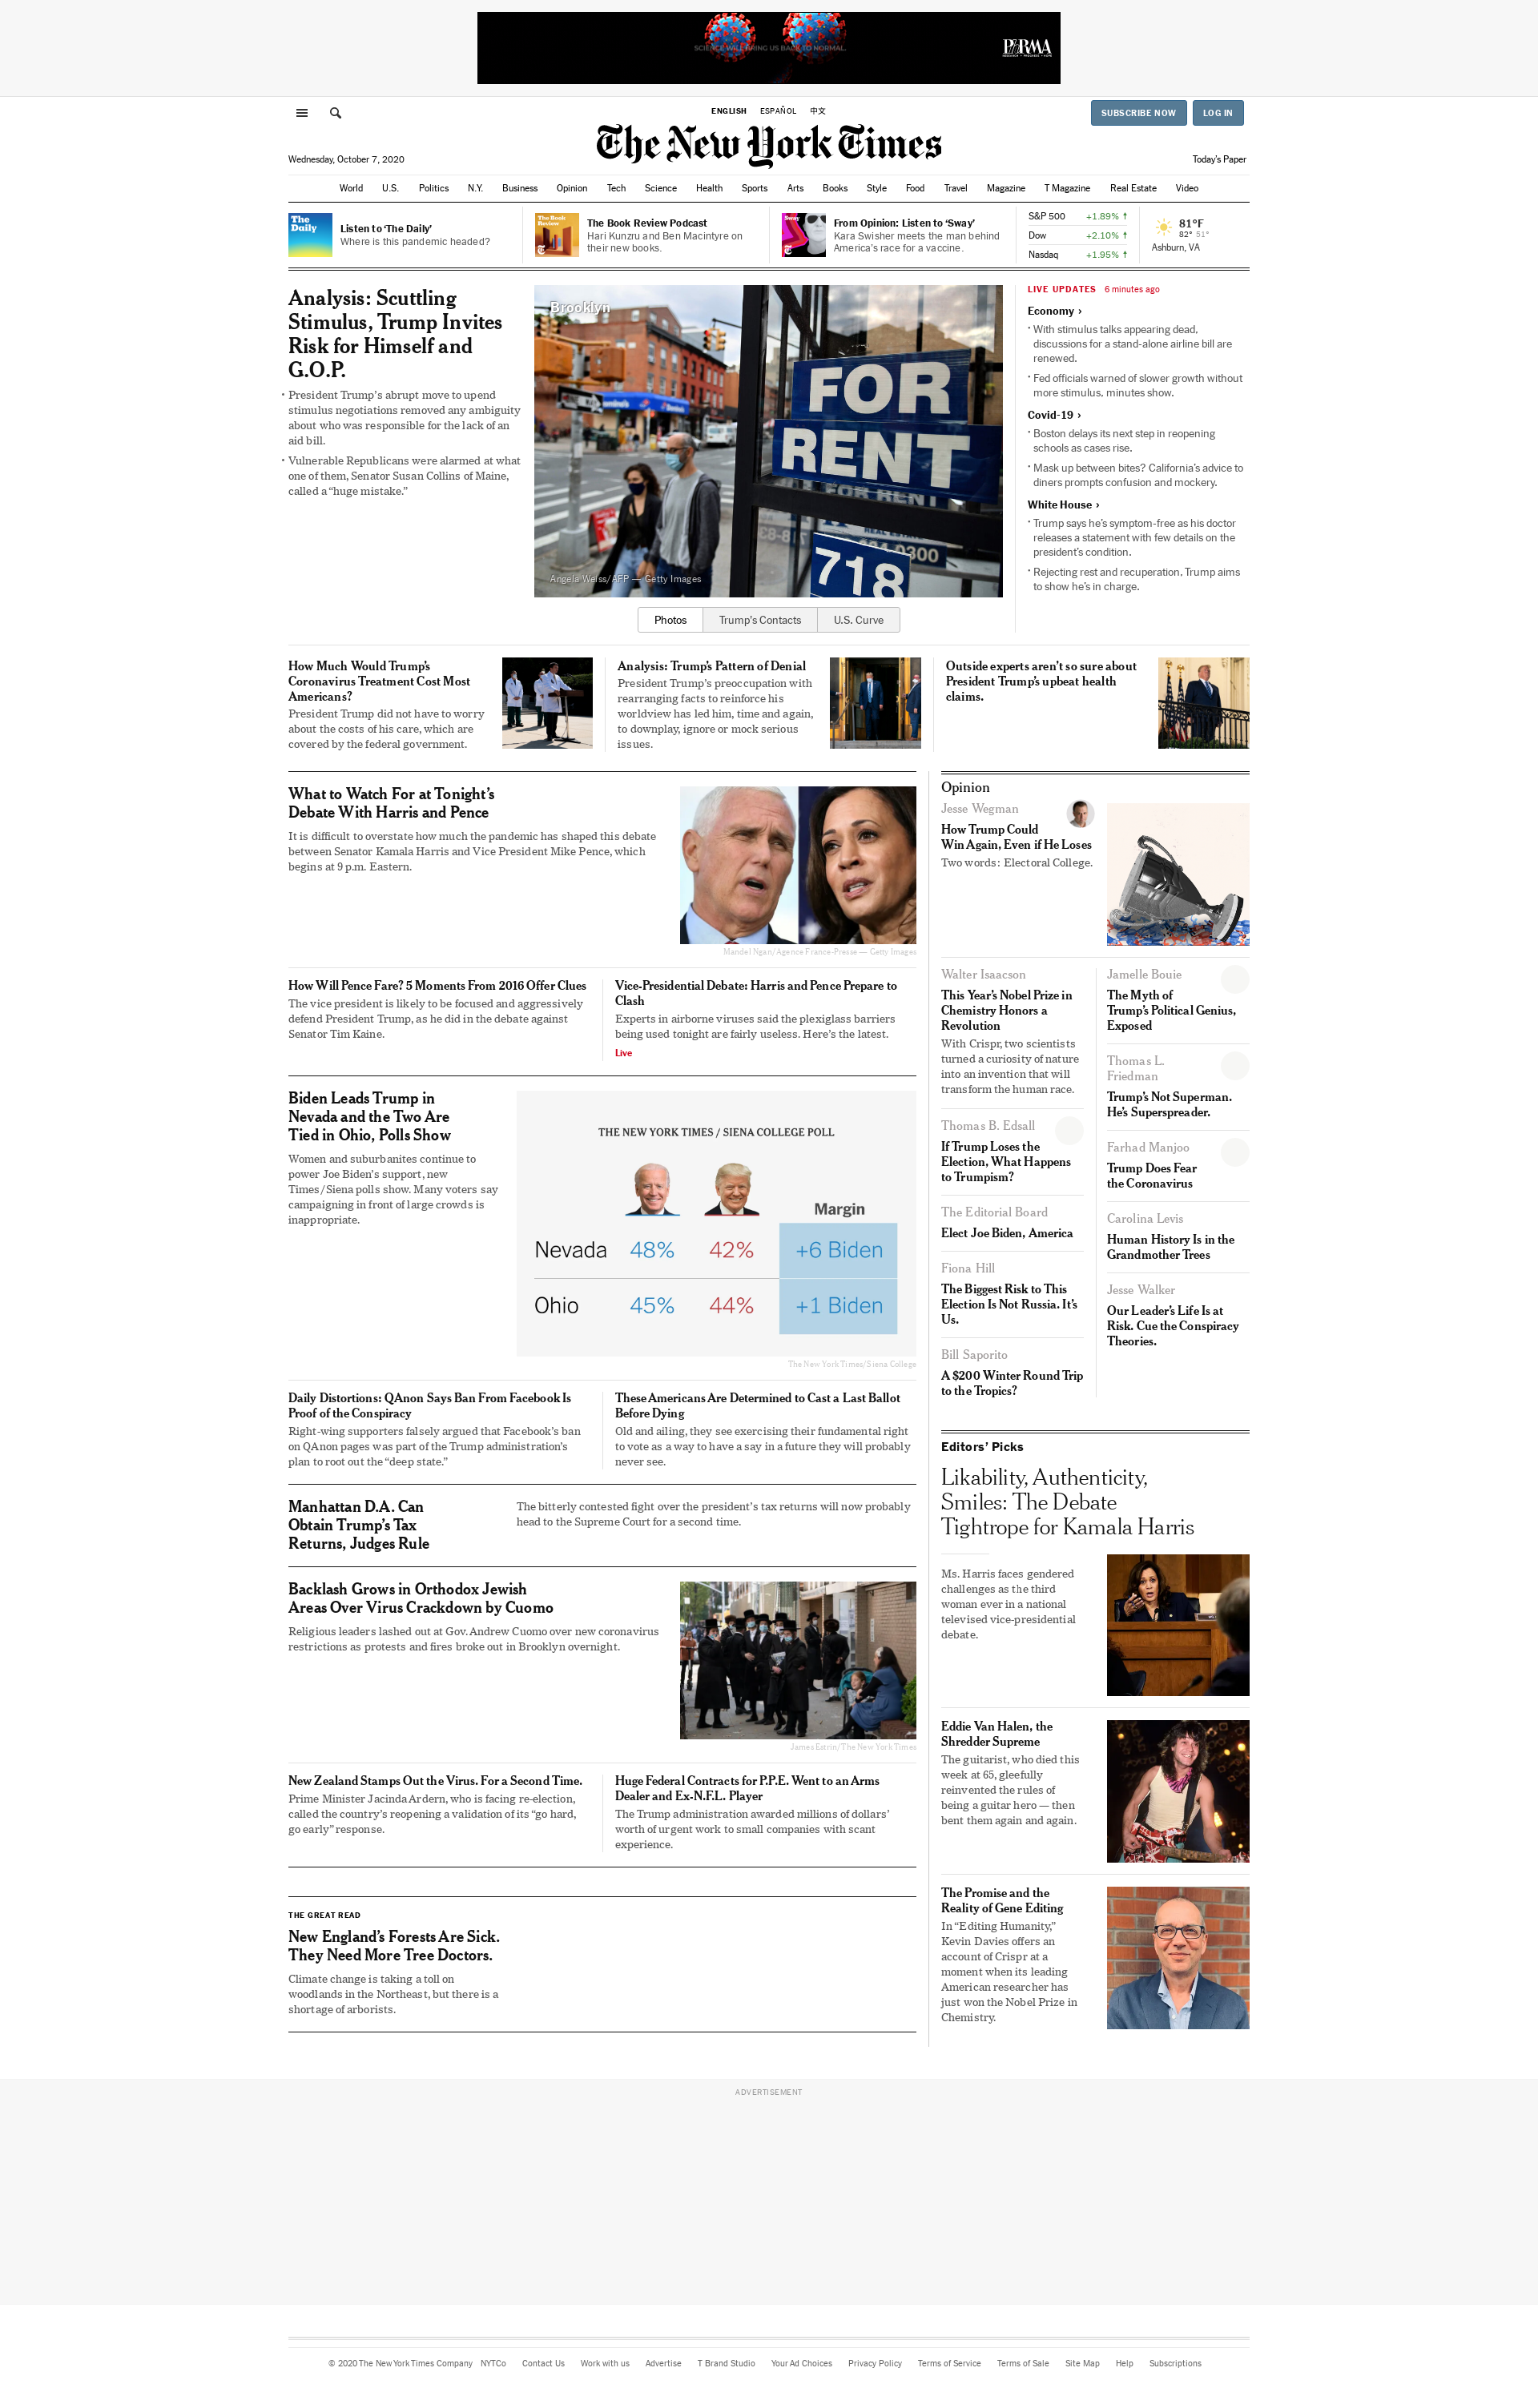 SCIENCE WILL BRING US BACK TO NORMAL.
PhRMA
RESEARCH • PROGRESS • HOPE
ENGLISH ESPAÑOL 中文
SUBSCRIBE NOW LOG IN
The New York Times
Wednesday, October 7, 2020
Today's Paper
World U.S. Politics N.Y. Business Opinion Tech Science Health Sports Arts Books Style Food Travel Magazine T Magazine Real Estate Video
The Daily
Listen to ‘The Daily’
Where is this pandemic headed?
The Book Review
The Book Review Podcast
Hari Kunzru and Ben Macintyre on
their new books.
Sway
From Opinion: Listen to ‘Sway’
Kara Swisher meets the man behind
America’s race for a vaccine.
S&P 500 +1.89% ↑
Dow +2.10% ↑
Nasdaq +1.95% ↑
81°F
82° 51°
Ashburn, VA
Analysis: Scuttling
Stimulus, Trump Invites
Risk for Himself and
G.O.P.
• President Trump’s abrupt move to upend
stimulus negotiations removed any ambiguity
about who was responsible for the lack of an
aid bill.
• Vulnerable Republicans were alarmed at what
one of them, Senator Susan Collins of Maine,
called a “huge mistake.”
Brooklyn
FOR
RENT
FOR RENT
718
Angela Weiss/AFP — Getty Images
Photos Trump’s Contacts U.S. Curve
LIVE UPDATES 6 minutes ago
Economy ›
• With stimulus talks appearing dead,
discussions for a stand-alone airline bill are
renewed.
• Fed officials warned of slower growth without
more stimulus, minutes show.
Covid-19 ›
• Boston delays its next step in reopening
schools as cases rise.
• Mask up between bites? California’s advice to
diners prompts confusion and mockery.
White House ›
• Trump says he’s symptom-free as his doctor
releases a statement with few details on the
president’s condition.
• Rejecting rest and recuperation, Trump aims
to show he’s in charge.
How Much Would Trump’s
Coronavirus Treatment Cost Most
Americans?
President Trump did not have to worry
about the costs of his care, which are
covered by the federal government.
Analysis: Trump’s Pattern of Denial
President Trump’s preoccupation with
rearranging facts to reinforce his
worldview has led him, time and again,
to downplay, ignore or mock serious
issues.
Outside experts aren’t so sure about
President Trump’s upbeat health
claims.
What to Watch For at Tonight’s
Debate With Harris and Pence
It is difficult to overstate how much the pandemic has shaped this debate
between Senator Kamala Harris and Vice President Mike Pence, which
begins at 9 p.m. Eastern.
Mandel Ngan/Agence France-Presse — Getty Images
How Will Pence Fare? 5 Moments From 2016 Offer Clues
The vice president is likely to be focused and aggressively
defend President Trump, as he did in the debate against
Senator Tim Kaine.
Vice-Presidential Debate: Harris and Pence Prepare to
Clash
Experts in airborne viruses said the plexiglass barriers
being used tonight are fairly useless. Here’s the latest.
Live
Biden Leads Trump in
Nevada and the Two Are
Tied in Ohio, Polls Show
Women and suburbanites continue to
power Joe Biden’s support, new
Times/Siena polls show. Many voters say
campaigning in front of large crowds is
inappropriate.
THE NEW YORK TIMES / SIENA COLLEGE POLL
Margin
Nevada 48% 42% +6 Biden
Ohio 45% 44% +1 Biden
The New York Times/Siena College
Daily Distortions: QAnon Says Ban From Facebook Is
Proof of the Conspiracy
Right-wing supporters falsely argued that Facebook’s ban
on QAnon pages was part of the Trump administration’s
plan to root out the “deep state.”
These Americans Are Determined to Cast a Last Ballot
Before Dying
Old and ailing, they see exercising their fundamental right
to vote as a way to have a say in a future they will probably
never see.
Manhattan D.A. Can
Obtain Trump’s Tax
Returns, Judges Rule
The bitterly contested fight over the president’s tax returns will now probably
head to the Supreme Court for a second time.
Backlash Grows in Orthodox Jewish
Areas Over Virus Crackdown by Cuomo
Religious leaders lashed out at Gov. Andrew Cuomo over new coronavirus
restrictions as protests and fires broke out in Brooklyn overnight.
James Estrin/The New York Times
New Zealand Stamps Out the Virus. For a Second Time.
Prime Minister Jacinda Ardern, who is facing re-election,
called the country’s reopening a validation of its “go hard,
go early” response.
Huge Federal Contracts for P.P.E. Went to an Arms
Dealer and Ex-N.F.L. Player
The Trump administration awarded millions of dollars’
worth of urgent work to small companies with scant
experience.
THE GREAT READ
New England’s Forests Are Sick.
They Need More Tree Doctors.
Climate change is taking a toll on
woodlands in the Northeast, but there is a
shortage of arborists.
Opinion
Jesse Wegman
How Trump Could
Win Again, Even if He Loses
Two words: Electoral College.
Walter Isaacson
This Year’s Nobel Prize in
Chemistry Honors a
Revolution
With Crispr, two scientists
turned a curiosity of nature
into an invention that will
transform the human race.
Thomas B. Edsall
If Trump Loses the
Election, What Happens
to Trumpism?
The Editorial Board
Elect Joe Biden, America
Fiona Hill
The Biggest Risk to This
Election Is Not Russia. It’s
Us.
Bill Saporito
A $200 Winter Round Trip
to the Tropics?
Jamelle Bouie
The Myth of
Trump’s Political Genius,
Exposed
Thomas L.
Friedman
Trump’s Not Superman.
He’s Superspreader.
Farhad Manjoo
Trump Does Fear
the Coronavirus
Carolina Levis
Human History Is in the
Grandmother Trees
Jesse Walker
Our Leader’s Life Is at
Risk. Cue the Conspiracy
Theories.
Editors’ Picks
Likability, Authenticity,
Smiles: The Debate
Tightrope for Kamala Harris
Ms. Harris faces gendered
challenges as the third
woman ever in a national
televised vice-presidential
debate.
Eddie Van Halen, the
Shredder Supreme
The guitarist, who died this
week at 65, gleefully
reinvented the rules of
being a guitar hero — then
bent them again and again.
The Promise and the
Reality of Gene Editing
In “Editing Humanity,”
Kevin Davies offers an
account of Crispr at a
moment when its leading
American researcher has
just won the Nobel Prize in
Chemistry.
ADVERTISEMENT
© 2020 The New York Times Company NYTCo Contact Us Work with us Advertise T Brand Studio Your Ad Choices Privacy Policy Terms of Service Terms of Sale Site Map Help Subscriptions